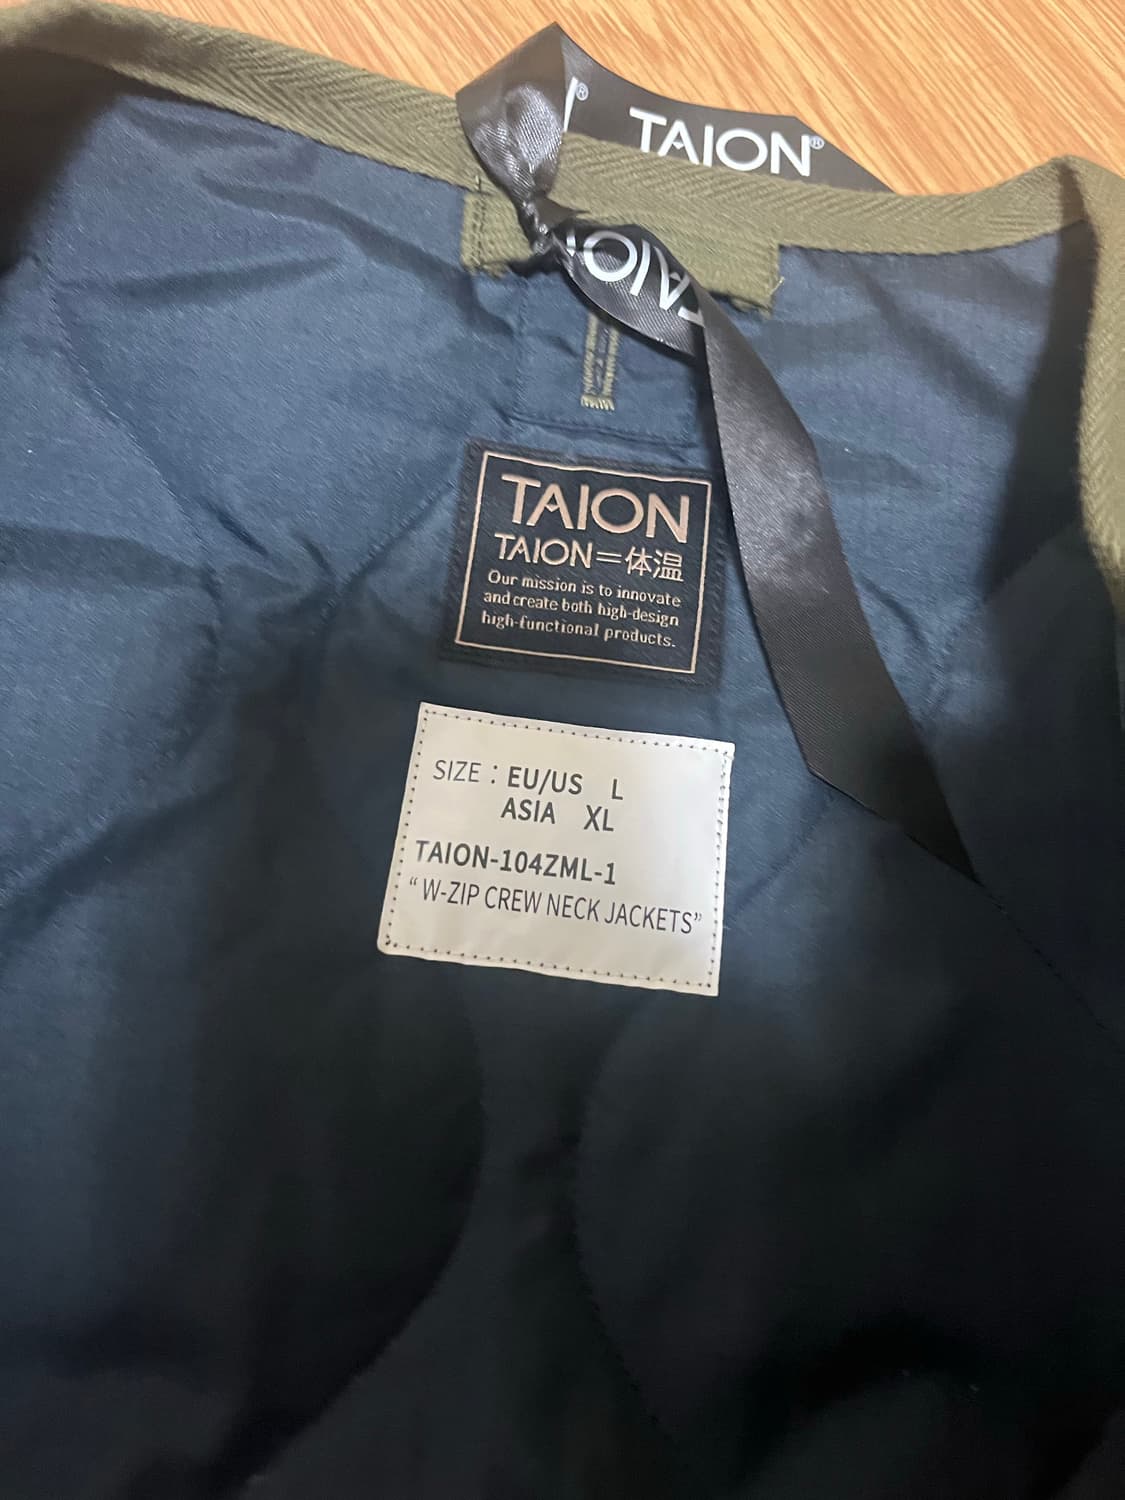 TAION®
TAION
TAION=体温
Our mission is to innovate
and create both high-design
high-functional products.
SIZE : EU/US L
ASIA XL
TAION-104ZML-1
“W-ZIP CREW NECK JACKETS”